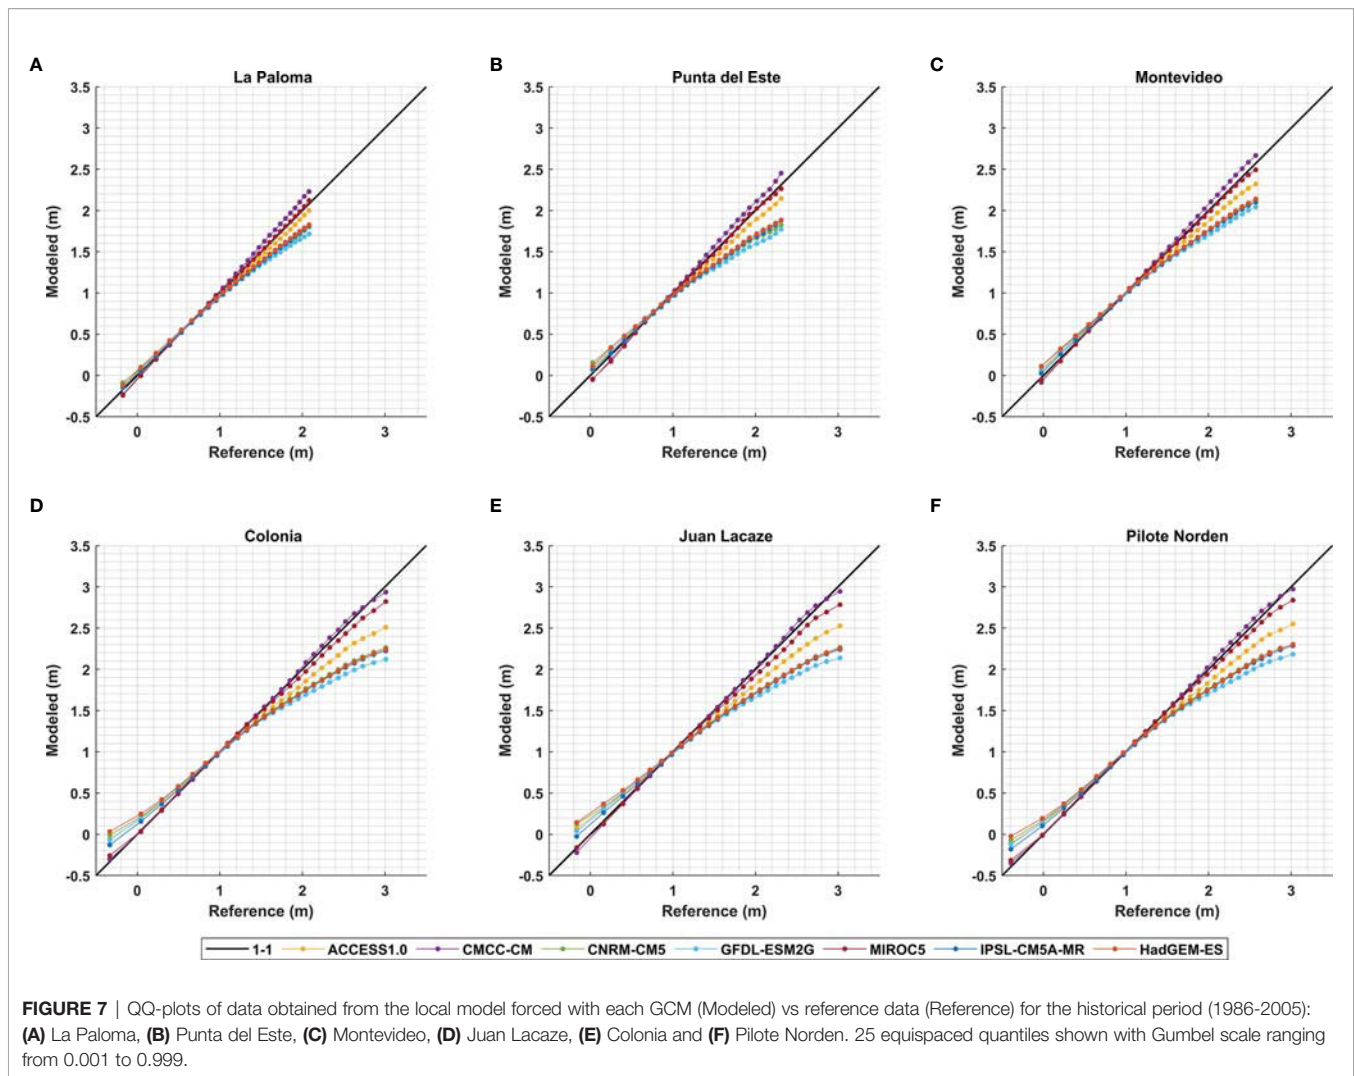 A
La Paloma
3.5
3
2.5
2
1.5
1
0.5
0
-0.5
Modeled (m)
0 1 2 3
Reference (m)
B
Punta del Este
3.5
3
2.5
2
1.5
1
0.5
0
-0.5
Modeled (m)
0 1 2 3
Reference (m)
C
Montevideo
3.5
3
2.5
2
1.5
1
0.5
0
-0.5
Modeled (m)
0 1 2 3
Reference (m)
D
Colonia
3.5
3
2.5
2
1.5
1
0.5
0
-0.5
Modeled (m)
0 1 2 3
Reference (m)
E
Juan Lacaze
3.5
3
2.5
2
1.5
1
0.5
0
-0.5
Modeled (m)
0 1 2 3
Reference (m)
F
Pilote Norden
3.5
3
2.5
2
1.5
1
0.5
0
-0.5
Modeled (m)
0 1 2 3
Reference (m)
1-1 ACCESS1.0 CMCC-CM CNRM-CM5 GFDL-ESM2G MIROC5 IPSL-CM5A-MR HadGEM-ES
FIGURE 7 | QQ-plots of data obtained from the local model forced with each GCM (Modeled) vs reference data (Reference) for the historical period (1986-2005):
(A) La Paloma, (B) Punta del Este, (C) Montevideo, (D) Juan Lacaze, (E) Colonia and (F) Pilote Norden. 25 equispaced quantiles shown with Gumbel scale ranging
from 0.001 to 0.999.